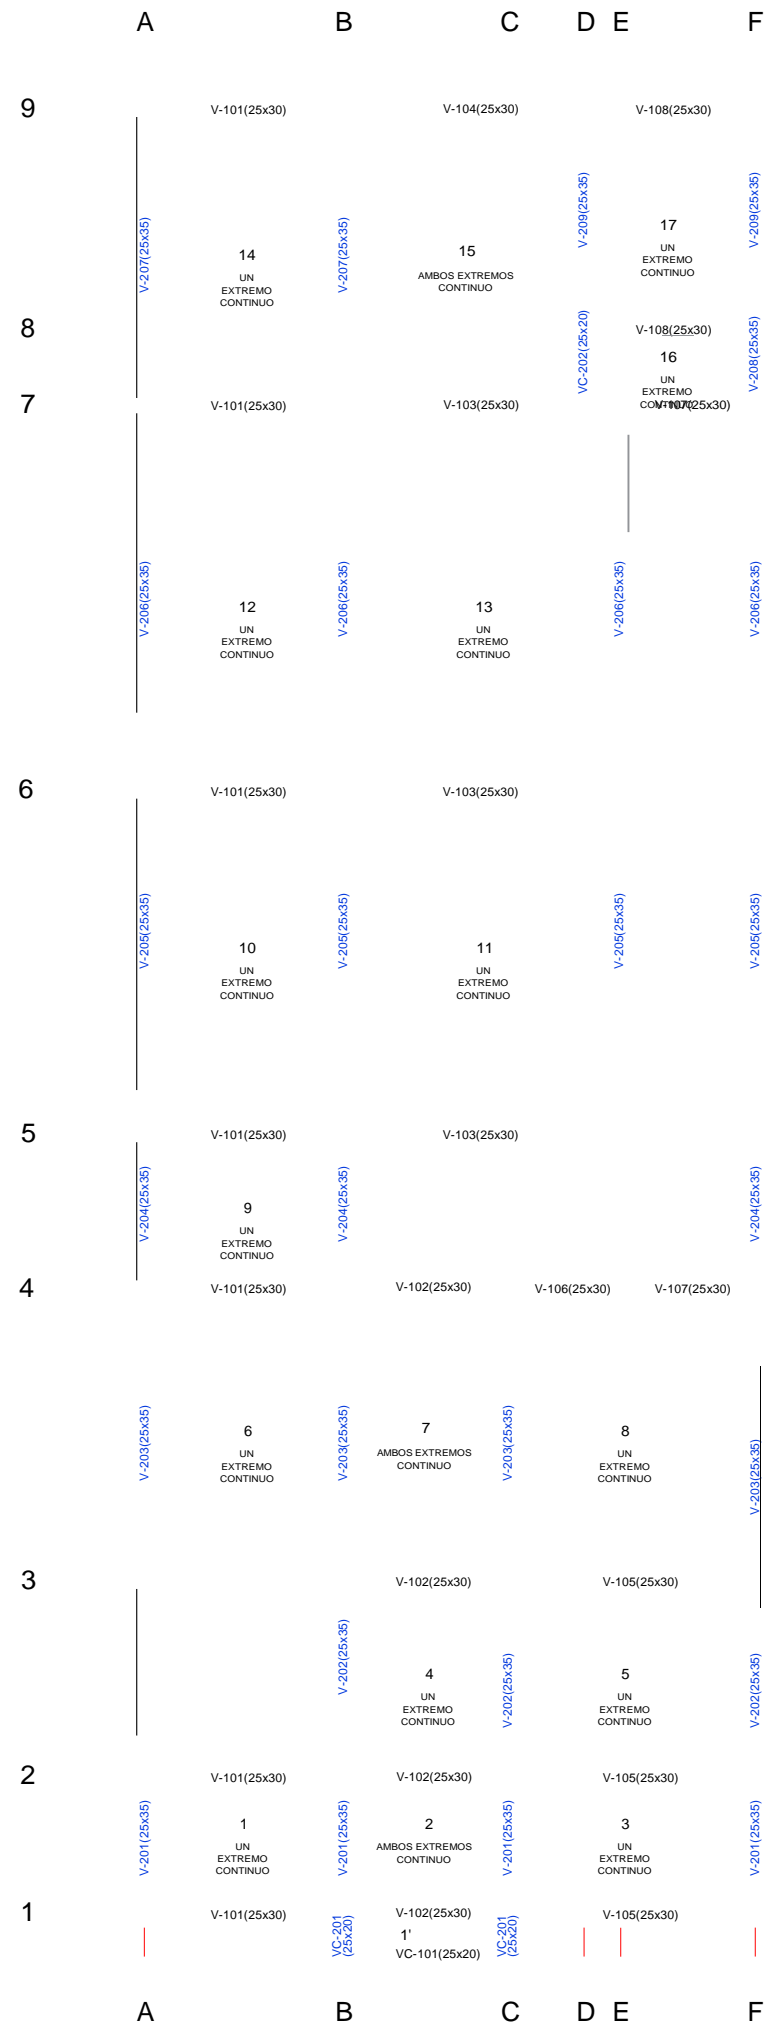 A B C D E F
9
V-101(25x30) V-104(25x30) V-108(25x30)
V-207(25x35) V-207(25x35) V-209(25x35) V-209(25x35)
14
UN
EXTREMO
CONTINUO
15
AMBOS EXTREMOS
CONTINUO
17
UN
EXTREMO
CONTINUO
8
V-108(25x30)
VC-202(25x20) V-208(25x35)
16
UN
EXTREMO
CONTINUO
7
V-101(25x30) V-103(25x30) V-107(25x30)
V-206(25x35) V-206(25x35) V-206(25x35) V-206(25x35)
12
UN
EXTREMO
CONTINUO
13
UN
EXTREMO
CONTINUO
6
V-101(25x30) V-103(25x30)
V-205(25x35) V-205(25x35) V-205(25x35) V-205(25x35)
10
UN
EXTREMO
CONTINUO
11
UN
EXTREMO
CONTINUO
5
V-101(25x30) V-103(25x30)
V-204(25x35) V-204(25x35) V-204(25x35)
9
UN
EXTREMO
CONTINUO
4
V-101(25x30) V-102(25x30) V-106(25x30) V-107(25x30)
V-203(25x35) V-203(25x35) V-203(25x35) V-203(25x35)
6
UN
EXTREMO
CONTINUO
7
AMBOS EXTREMOS
CONTINUO
8
UN
EXTREMO
CONTINUO
3
V-102(25x30) V-105(25x30)
V-202(25x35) V-202(25x35) V-202(25x35)
4
UN
EXTREMO
CONTINUO
5
UN
EXTREMO
CONTINUO
2
V-101(25x30) V-102(25x30) V-105(25x30)
V-201(25x35) V-201(25x35) V-201(25x35) V-201(25x35)
1
UN
EXTREMO
CONTINUO
2
AMBOS EXTREMOS
CONTINUO
3
UN
EXTREMO
CONTINUO
1
V-101(25x30) V-102(25x30) V-105(25x30)
VC-201
(25x20)
1'
VC-101(25x20)
VC-201
(25x20)
A B C D E F